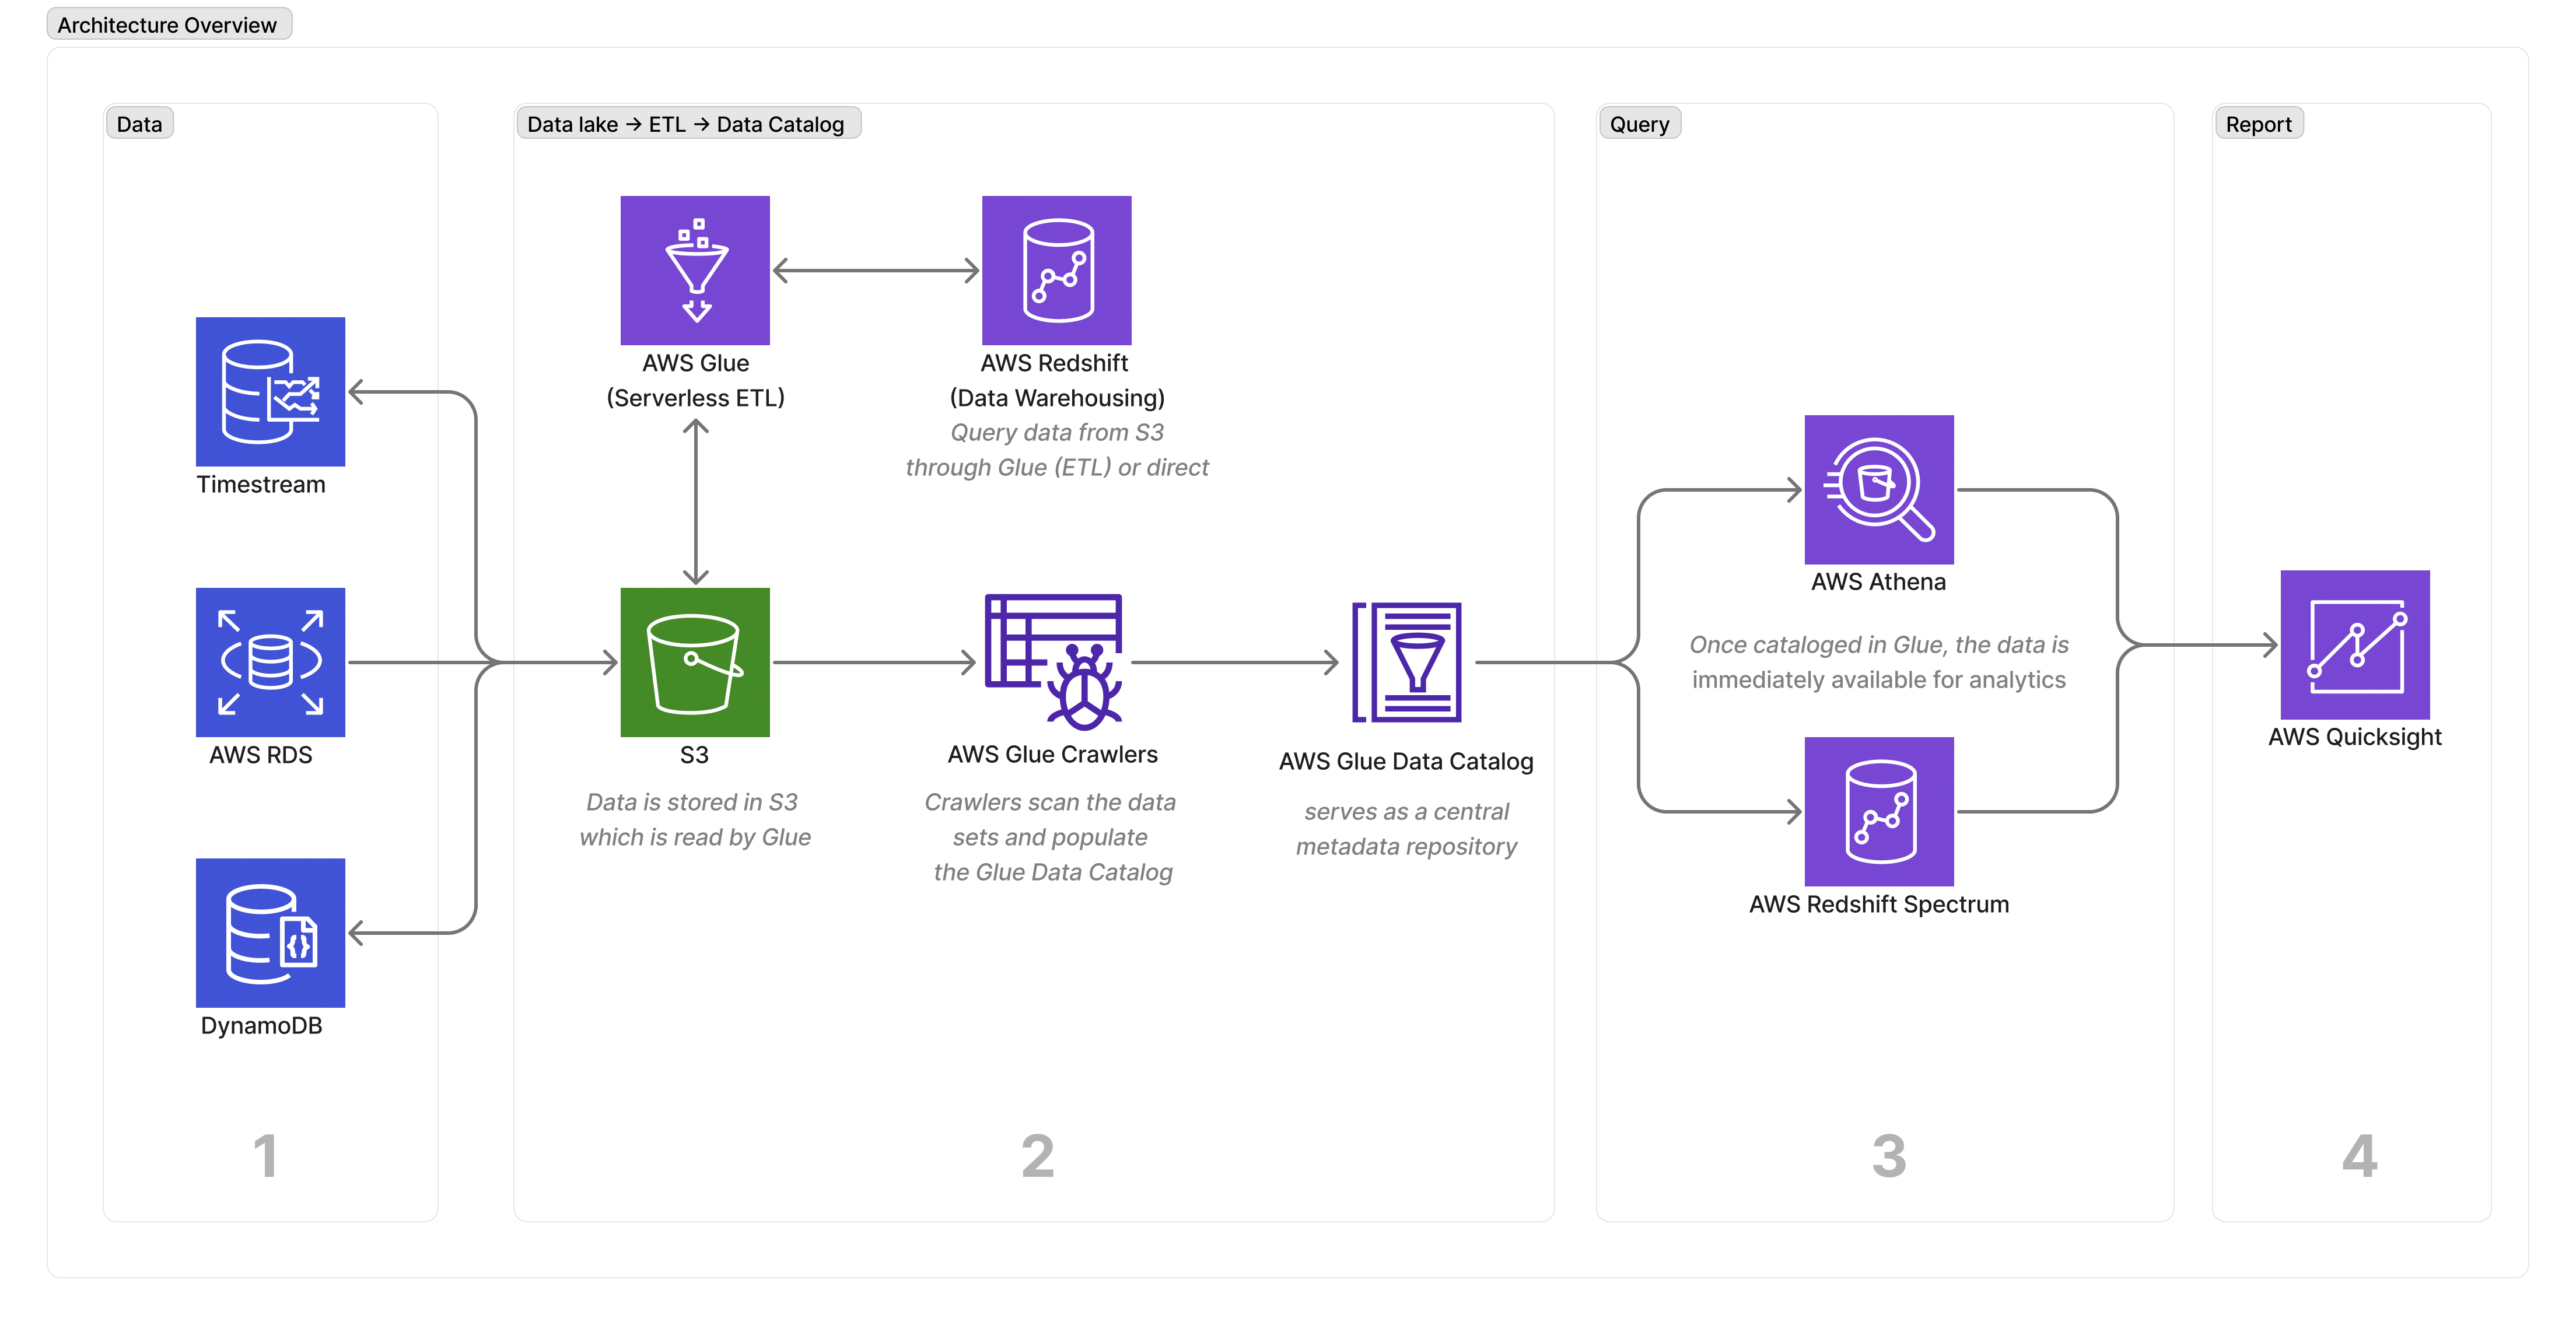 Architecture Overview
Data
Timestream
AWS RDS
DynamoDB
1
Data lake → ETL → Data Catalog
AWS Glue
(Serverless ETL)
AWS Redshift
(Data Warehousing)
Query data from S3
through Glue (ETL) or direct
S3
Data is stored in S3
which is read by Glue
AWS Glue Crawlers
Crawlers scan the data
sets and populate
the Glue Data Catalog
AWS Glue Data Catalog
serves as a central
metadata repository
2
Query
AWS Athena
Once cataloged in Glue, the data is
immediately available for analytics
AWS Redshift Spectrum
3
Report
AWS Quicksight
4